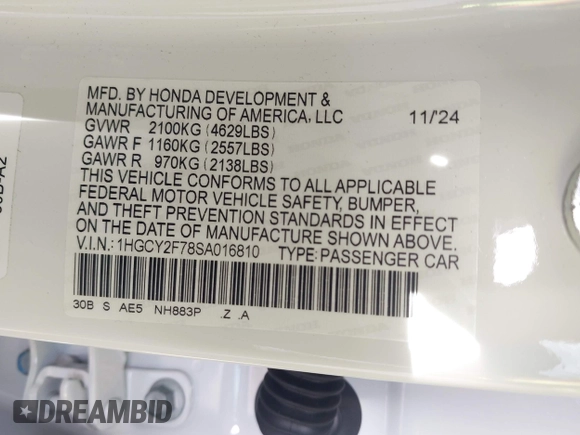 MFD. BY HONDA DEVELOPMENT &
MANUFACTURING OF AMERICA, LLC 11/24
GVWR 2100KG (4629LBS)
GAWR F 1160KG (2557LBS)
GAWR R 970KG (2138LBS)
THIS VEHICLE CONFORMS TO ALL APPLICABLE
FEDERAL MOTOR VEHICLE SAFETY, BUMPER,
AND THEFT PREVENTION STANDARDS IN EFFECT
ON THE DATE OF MANUFACTURE SHOWN ABOVE.
V.I.N.: 1HGCY2F78SA016810 TYPE: PASSENGER CAR
30B S AE5 NH883P .Z .A
DREAMBID